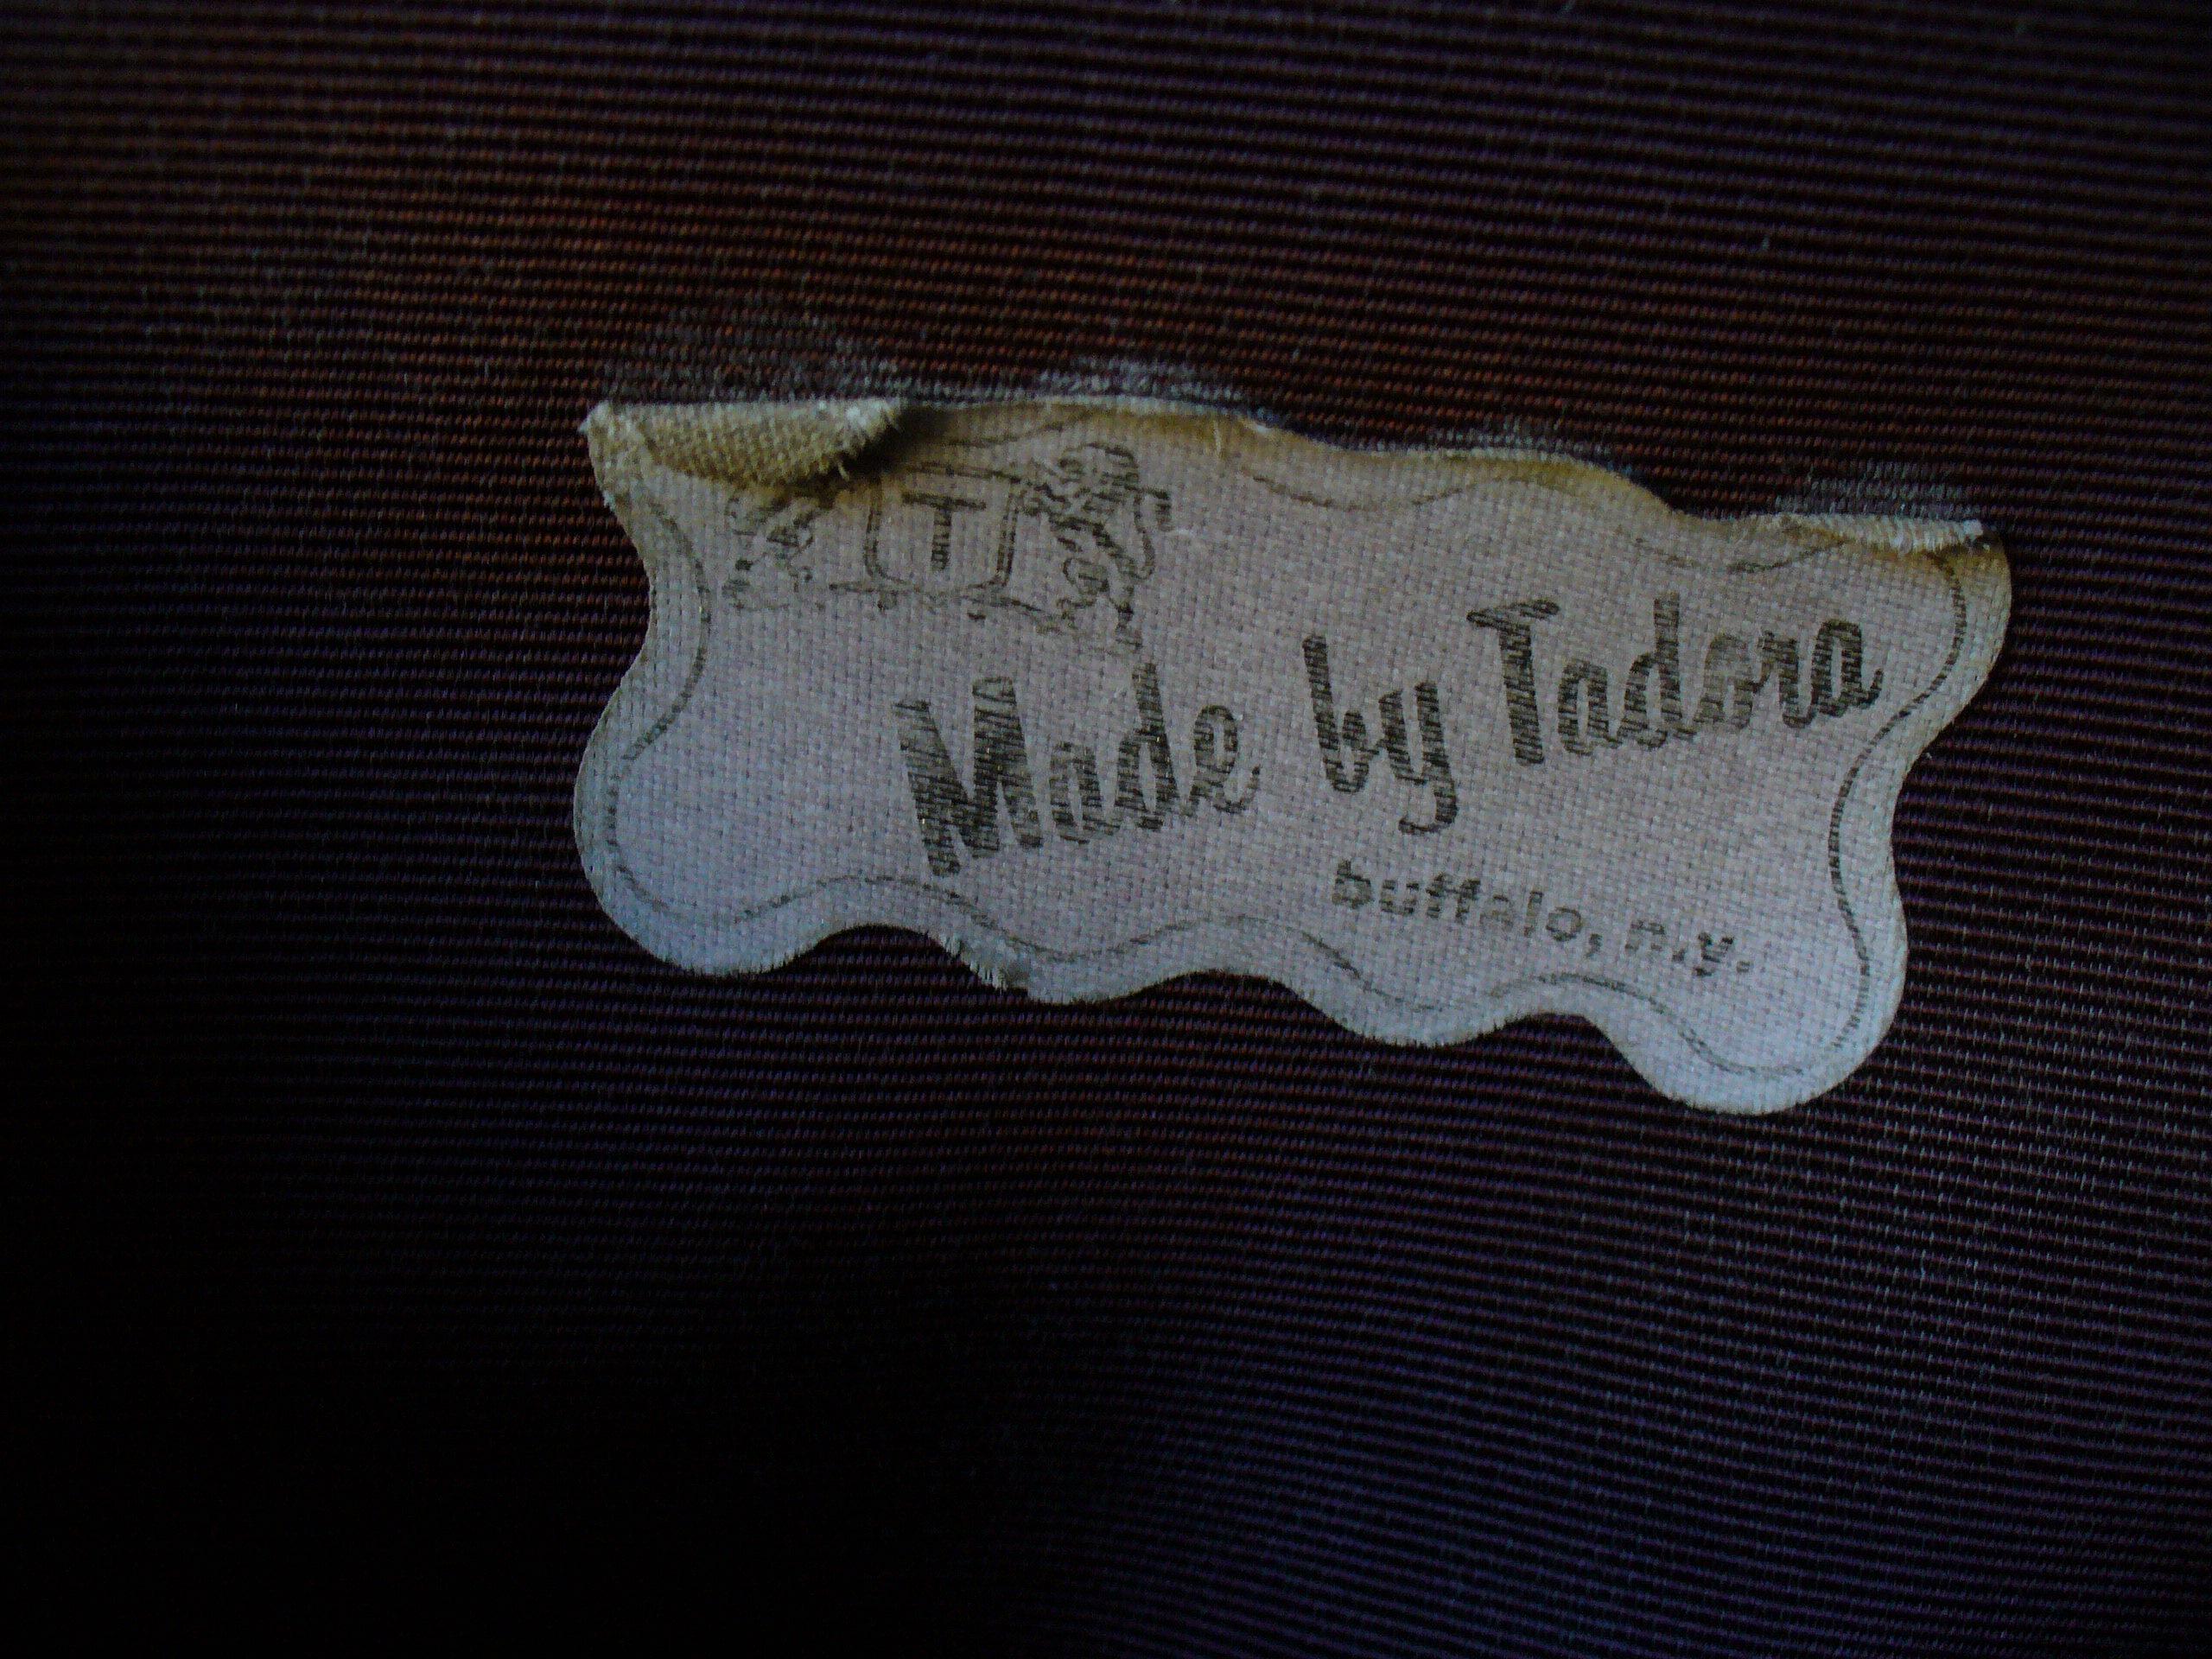 T
Made by Tadora
buffalo, n.y.